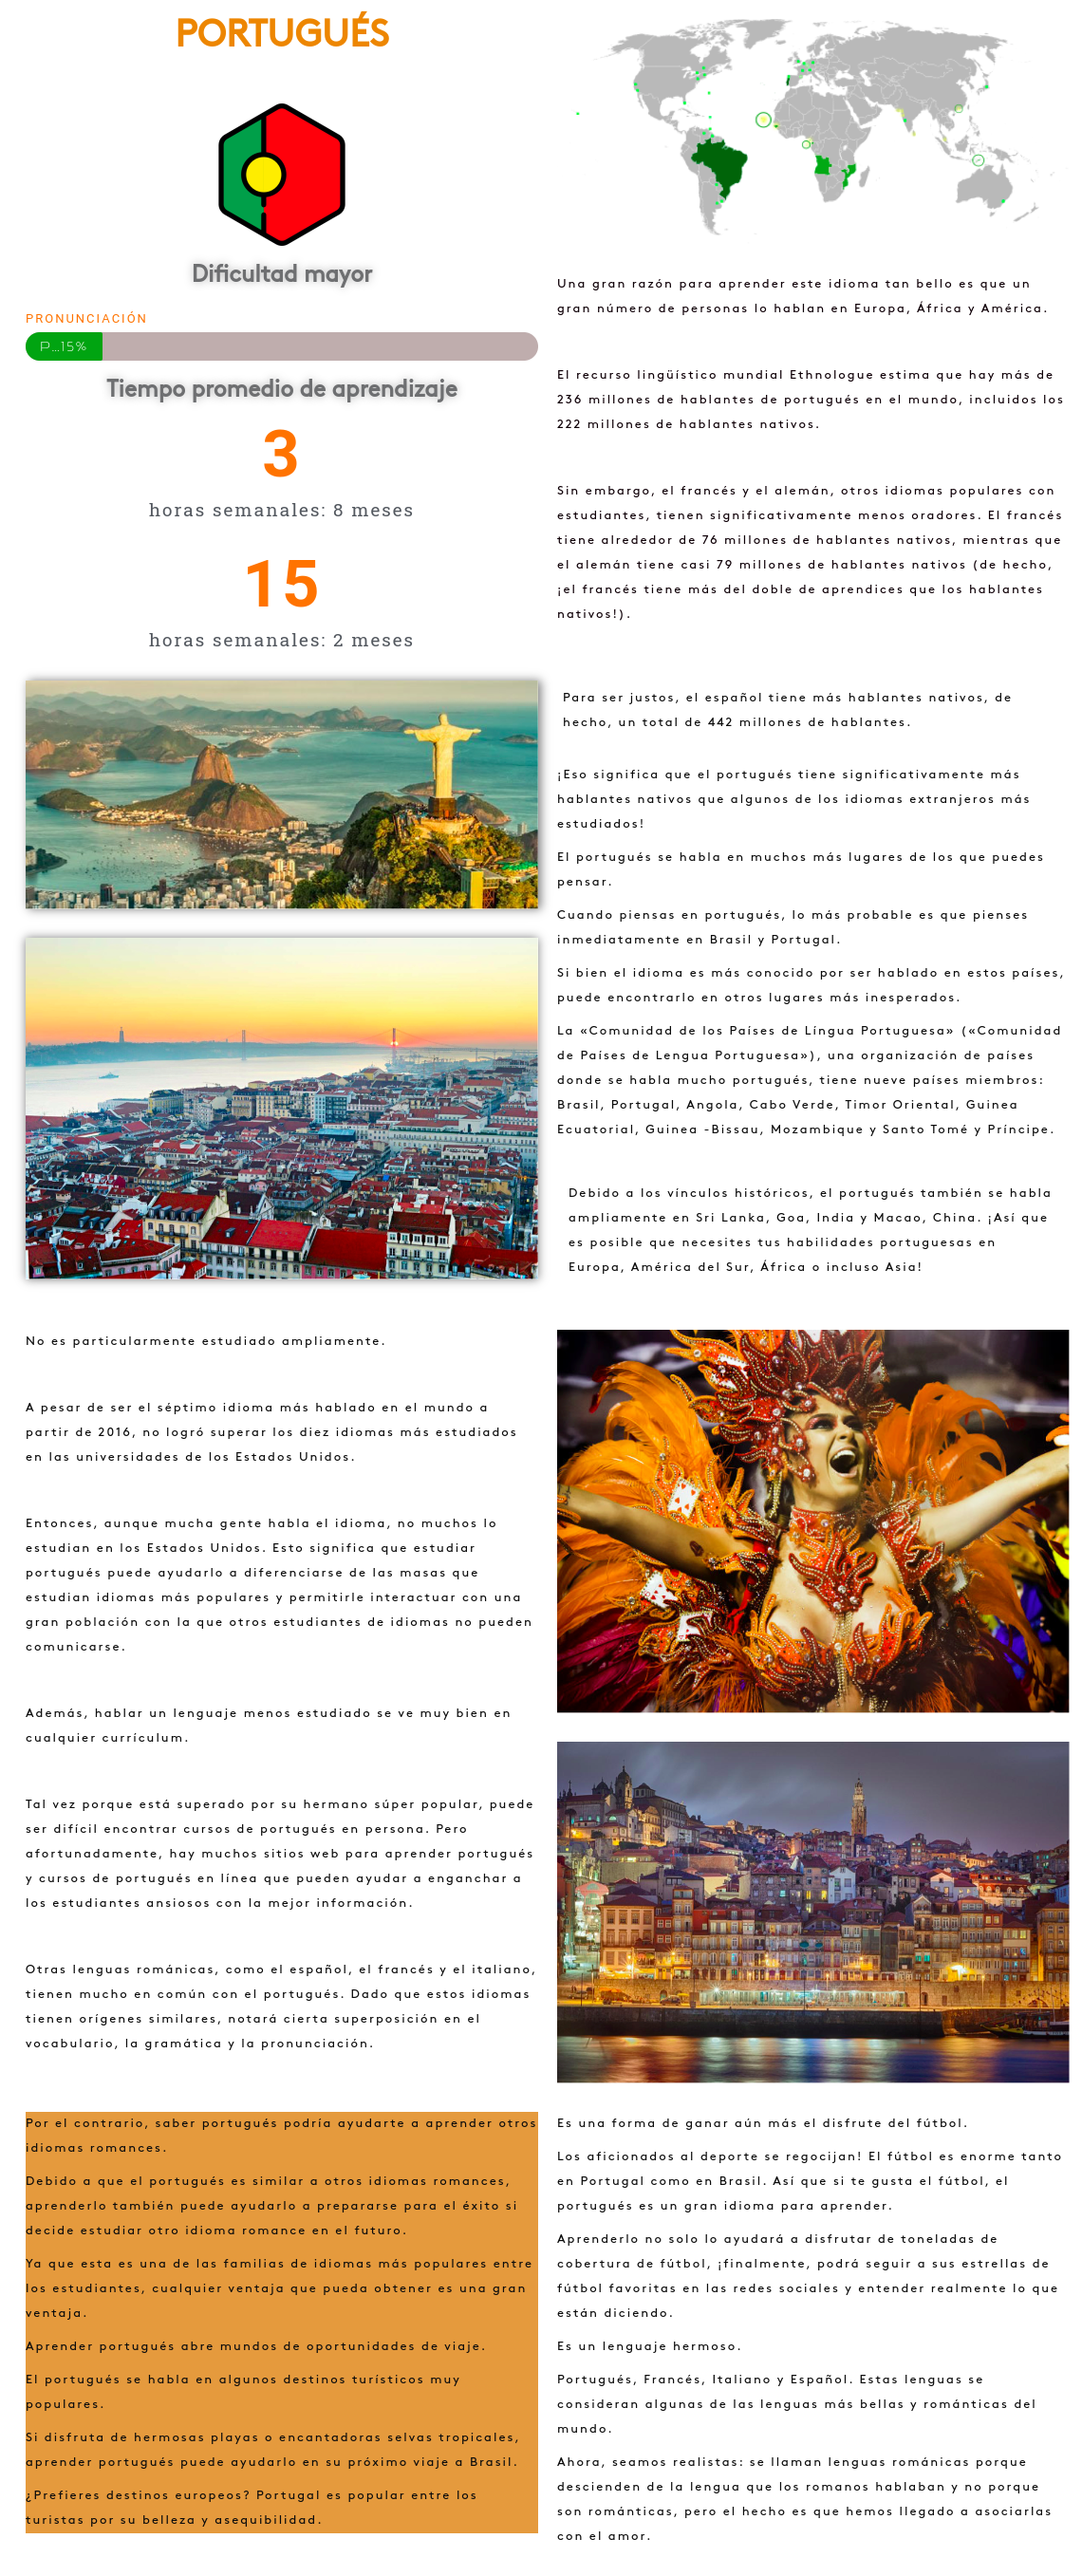 PORTUGUÉS
Dificultad mayor
PRONUNCIACIÓN
P...15%
Tiempo promedio de aprendizaje
3
horas semanales: 8 meses
15
horas semanales: 2 meses
Una gran razón para aprender este idioma tan bello es que un
gran número de personas lo hablan en Europa, África y América.
El recurso lingüístico mundial Ethnologue estima que hay más de
236 millones de hablantes de portugués en el mundo, incluidos los
222 millones de hablantes nativos.
Sin embargo, el francés y el alemán, otros idiomas populares con
estudiantes, tienen significativamente menos oradores. El francés
tiene alrededor de 76 millones de hablantes nativos, mientras que
el alemán tiene casi 79 millones de hablantes nativos (de hecho,
¡el francés tiene más del doble de aprendices que los hablantes
nativos!).
Para ser justos, el español tiene más hablantes nativos, de
hecho, un total de 442 millones de hablantes.
¡Eso significa que el portugués tiene significativamente más
hablantes nativos que algunos de los idiomas extranjeros más
estudiados!
El portugués se habla en muchos más lugares de los que puedes
pensar.
Cuando piensas en portugués, lo más probable es que pienses
inmediatamente en Brasil y Portugal.
Si bien el idioma es más conocido por ser hablado en estos países,
puede encontrarlo en otros lugares más inesperados.
La «Comunidad de los Países de Língua Portuguesa» («Comunidad
de Países de Lengua Portuguesa»), una organización de países
donde se habla mucho portugués, tiene nueve países miembros:
Brasil, Portugal, Angola, Cabo Verde, Timor Oriental, Guinea
Ecuatorial, Guinea -Bissau, Mozambique y Santo Tomé y Príncipe.
Debido a los vínculos históricos, el portugués también se habla
ampliamente en Sri Lanka, Goa, India y Macao, China. ¡Así que
es posible que necesites tus habilidades portuguesas en
Europa, América del Sur, África o incluso Asia!
No es particularmente estudiado ampliamente.
A pesar de ser el séptimo idioma más hablado en el mundo a
partir de 2016, no logró superar los diez idiomas más estudiados
en las universidades de los Estados Unidos.
Entonces, aunque mucha gente habla el idioma, no muchos lo
estudian en los Estados Unidos. Esto significa que estudiar
portugués puede ayudarlo a diferenciarse de las masas que
estudian idiomas más populares y permitirle interactuar con una
gran población con la que otros estudiantes de idiomas no pueden
comunicarse.
Además, hablar un lenguaje menos estudiado se ve muy bien en
cualquier currículum.
Tal vez porque está superado por su hermano súper popular, puede
ser difícil encontrar cursos de portugués en persona. Pero
afortunadamente, hay muchos sitios web para aprender portugués
y cursos de portugués en línea que pueden ayudar a enganchar a
los estudiantes ansiosos con la mejor información.
Otras lenguas románicas, como el español, el francés y el italiano,
tienen mucho en común con el portugués. Dado que estos idiomas
tienen orígenes similares, notará cierta superposición en el
vocabulario, la gramática y la pronunciación.
Por el contrario, saber portugués podría ayudarte a aprender otros
idiomas romances.
Debido a que el portugués es similar a otros idiomas romances,
aprenderlo también puede ayudarlo a prepararse para el éxito si
decide estudiar otro idioma romance en el futuro.
Ya que esta es una de las familias de idiomas más populares entre
los estudiantes, cualquier ventaja que pueda obtener es una gran
ventaja.
Aprender portugués abre mundos de oportunidades de viaje.
El portugués se habla en algunos destinos turísticos muy
populares.
Si disfruta de hermosas playas o encantadoras selvas tropicales,
aprender portugués puede ayudarlo en su próximo viaje a Brasil.
¿Prefieres destinos europeos? Portugal es popular entre los
turistas por su belleza y asequibilidad.
Es una forma de ganar aún más el disfrute del fútbol.
Los aficionados al deporte se regocijan! El fútbol es enorme tanto
en Portugal como en Brasil. Así que si te gusta el fútbol, el
portugués es un gran idioma para aprender.
Aprenderlo no solo lo ayudará a disfrutar de toneladas de
cobertura de fútbol, ¡finalmente, podrá seguir a sus estrellas de
fútbol favoritas en las redes sociales y entender realmente lo que
están diciendo.
Es un lenguaje hermoso.
Portugués, Francés, Italiano y Español. Estas lenguas se
consideran algunas de las lenguas más bellas y románticas del
mundo.
Ahora, seamos realistas: se llaman lenguas románicas porque
descienden de la lengua que los romanos hablaban y no porque
son románticas, pero el hecho es que hemos llegado a asociarlas
con el amor.